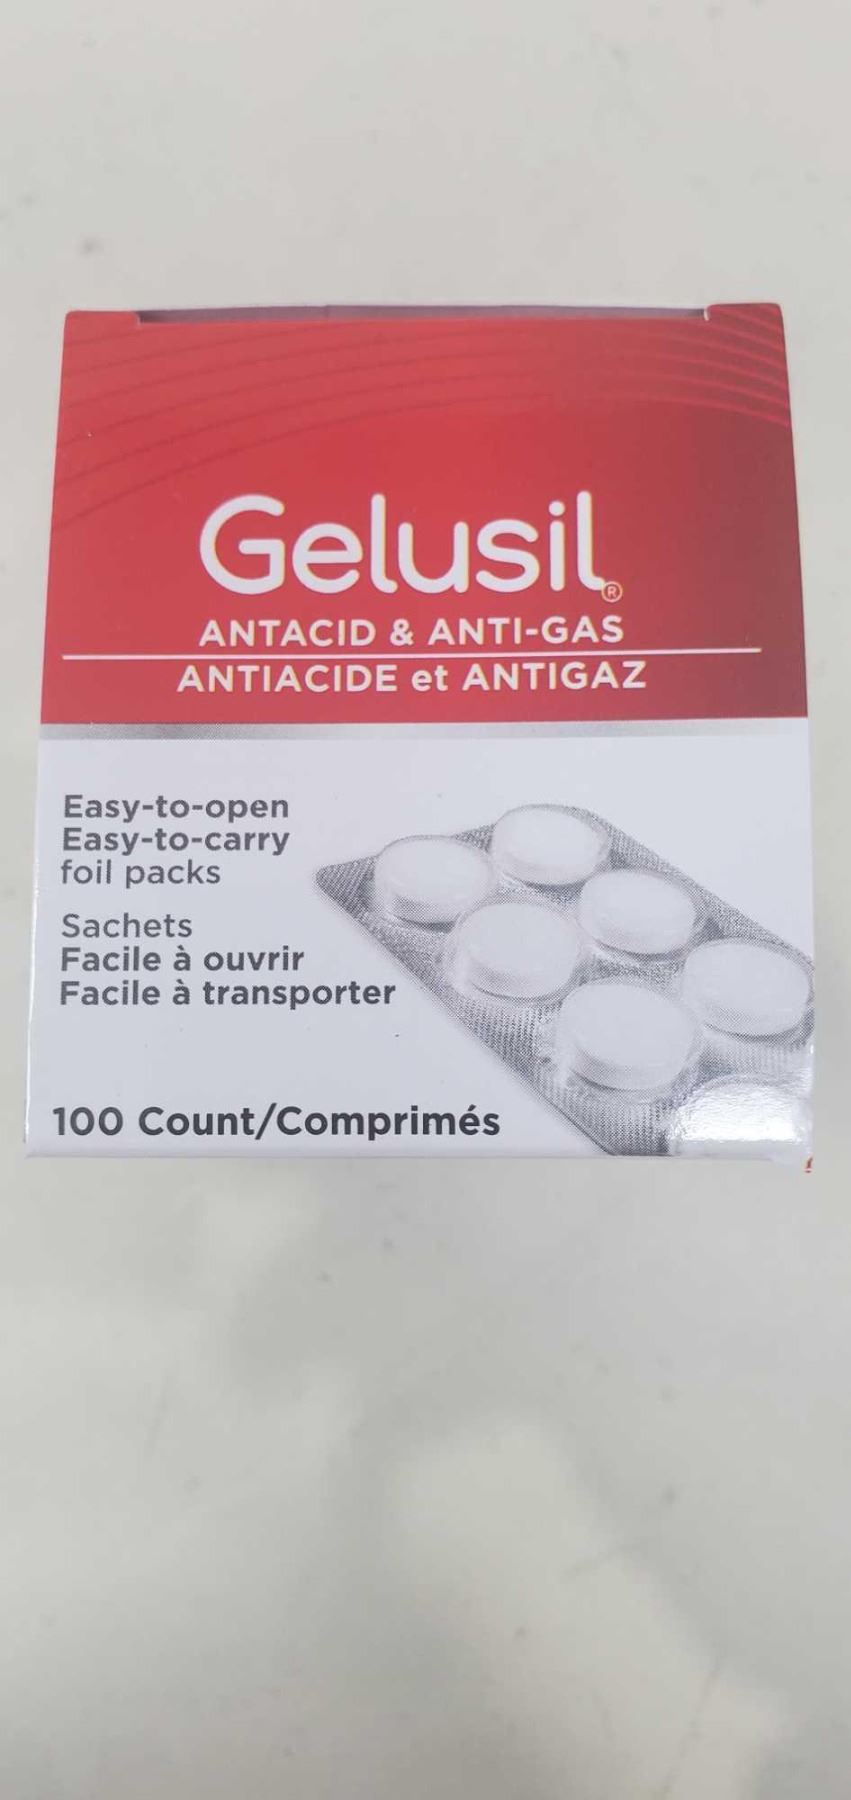 Gelusil®
ANTACID & ANTI-GAS
ANTIACIDE et ANTIGAZ
Easy-to-open
Easy-to-carry
foil packs
Sachets
Facile à ouvrir
Facile à transporter
100 Count/Comprimés